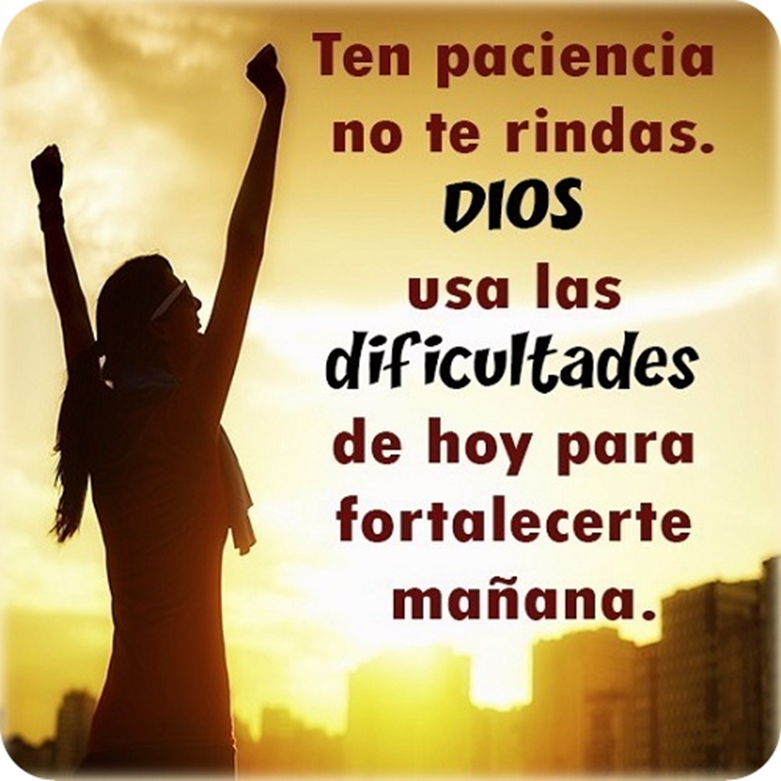 Ten paciencia
no te rindas.
DIOS
usa las
dificultades
de hoy para
fortalecerte
mañana.